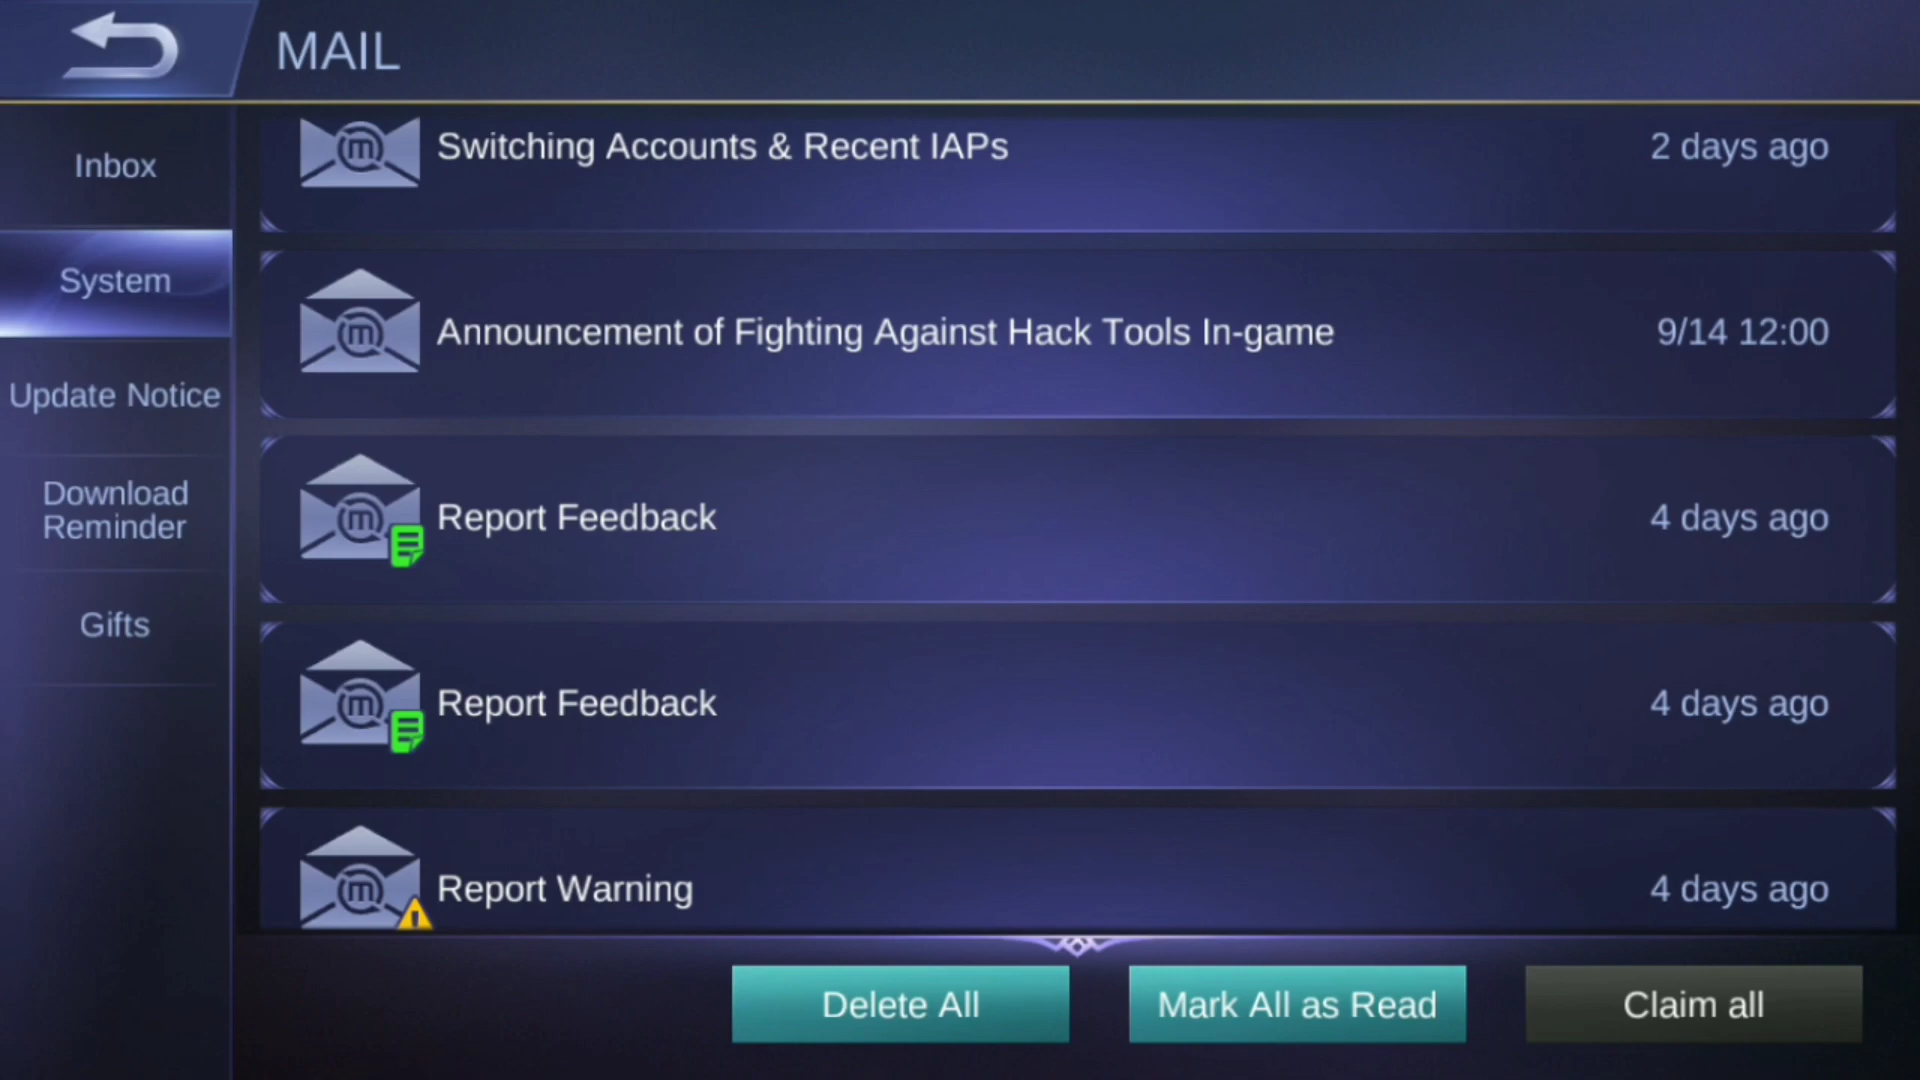 MAIL
Inbox
System
Update Notice
Download
Reminder
Gifts
Switching Accounts & Recent IAPs
2 days ago
Announcement of Fighting Against Hack Tools In-game
9/14 12:00
Report Feedback
4 days ago
Report Feedback
4 days ago
Report Warning
4 days ago
Delete All
Mark All as Read
Claim all